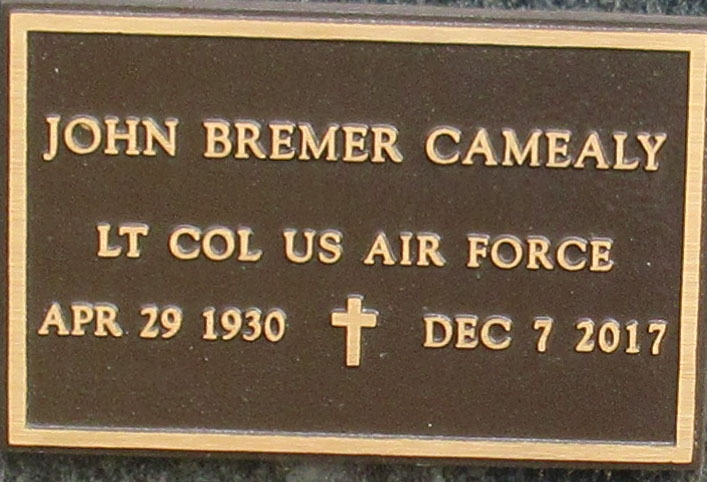 JOHN BREMER CAMEALY
LT COL US AIR FORCE
APR 29 1930 DEC 7 2017